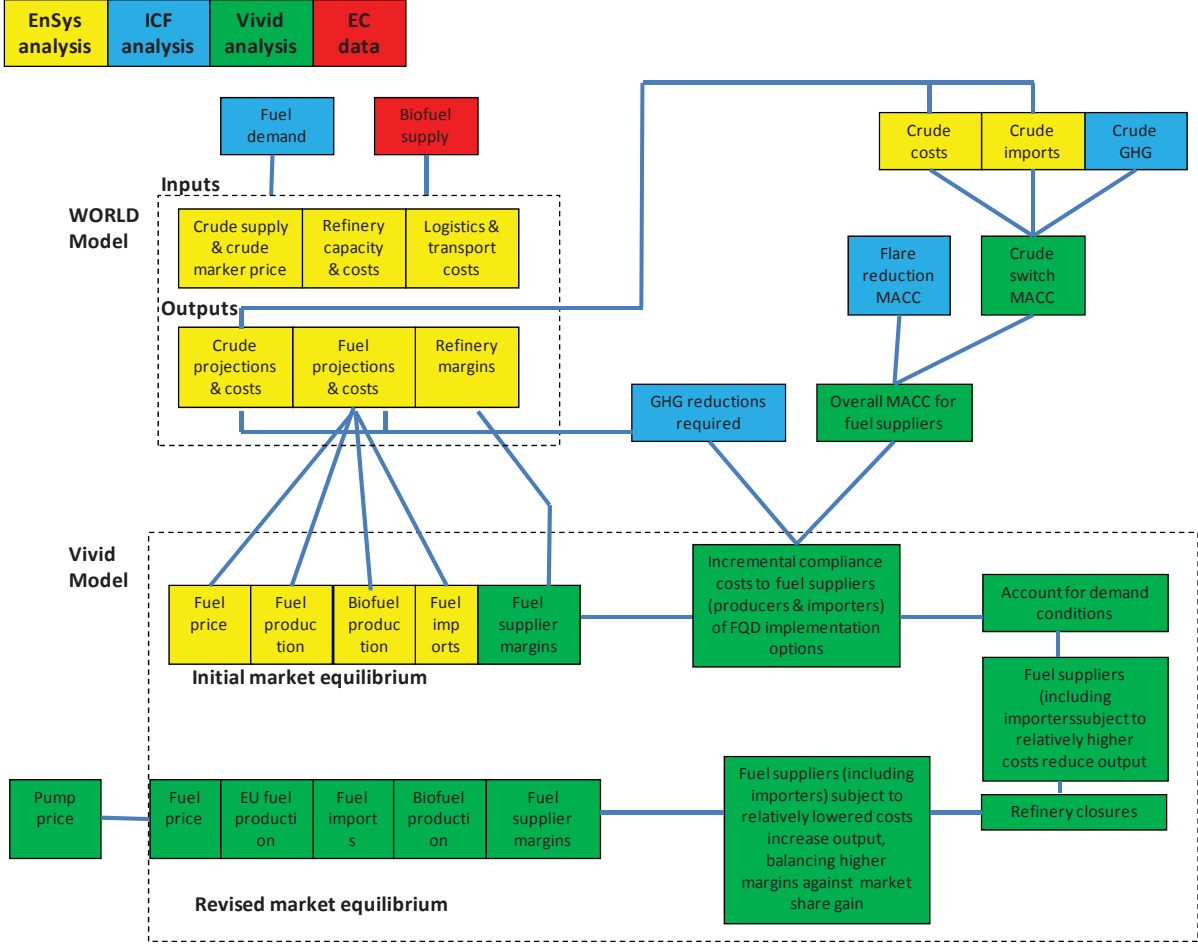 EnSys
analysis
ICF
analysis
Vivid
analysis
EC
data
Fuel
demand
Biofuel
supply
Crude
costs
Crude
imports
Crude
GHG
Inputs
WORLD
Model
Crude supply
& crude
marker price
Refinery
capacity
& costs
Logistics &
transport
costs
Flare
reduction
MACC
Crude
switch
MACC
Outputs
Crude
projections
& costs
Fuel
projections
& costs
Refinery
margins
GHG reductions
required
Overall MACC for
fuel suppliers
Vivid
Model
Fuel
price
Fuel
produc
tion
Biofuel
produc
tion
Fuel
imp
orts
Fuel
supplier
margins
Initial market equilibrium
Incremental compliance
costs to fuel suppliers
(producers & importers)
of FQD implementation
options
Account for demand
conditions
Fuel suppliers
(including
importerssubject to
relatively higher
costs reduce output
Refinery closures
Fuel suppliers (including
importers) subject to
relatively lowered costs
increase output,
balancing higher
margins against market
share gain
Pump
price
Fuel
price
EU fuel
producti
on
Fuel
import
s
Biofuel
producti
on
Fuel
supplier
margins
Revised market equilibrium